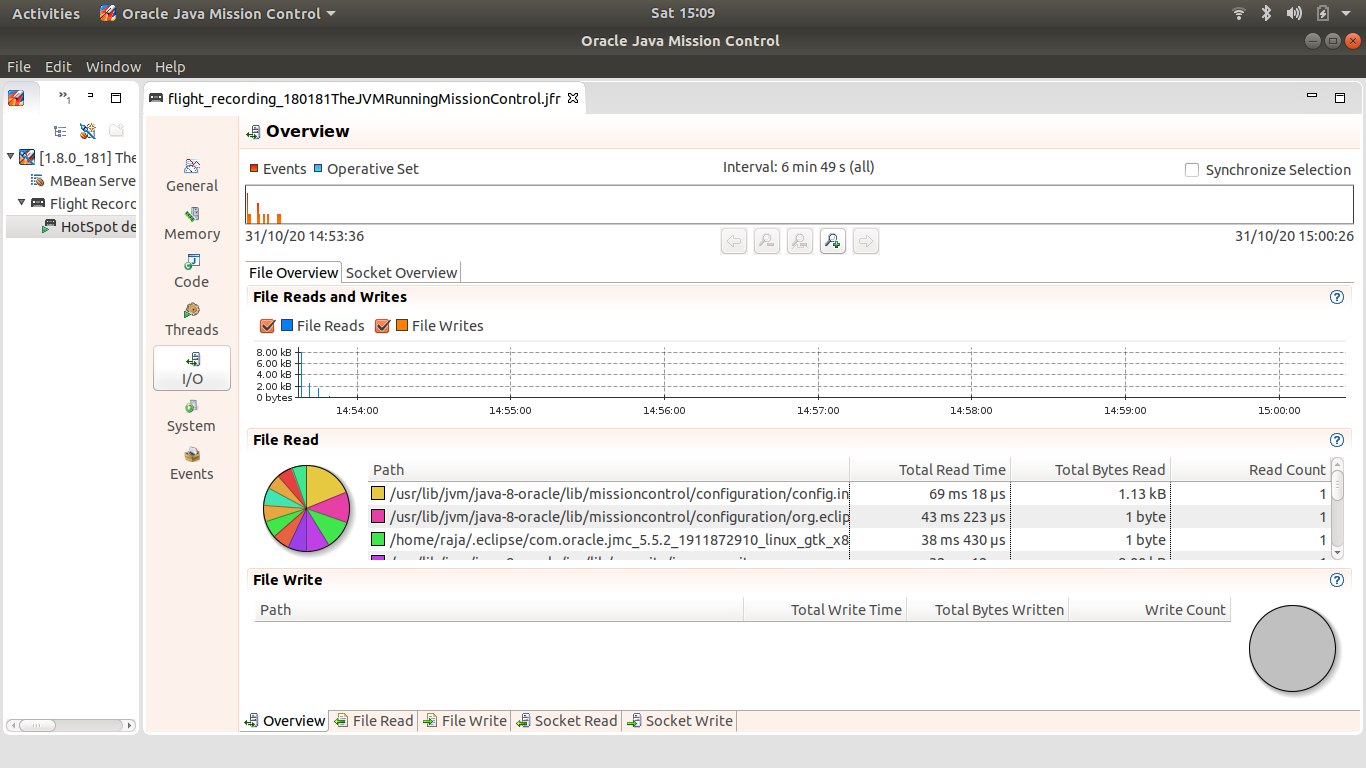 Activities Oracle Java Mission Control Sat 15:09
Oracle Java Mission Control
File Edit Window Help
»1
flight_recording_180181TheJVMRunningMissionControl.jfr
[1.8.0_181] The
MBean Serve
Flight Recorc
HotSpot de
General
Memory
Code
Threads
I/O
System
Events
Overview
Events Operative Set Interval: 6 min 49 s (all) Synchronize Selection
31/10/20 14:53:36 31/10/20 15:00:26
File Overview Socket Overview
File Reads and Writes
File Reads File Writes
8.00 kB
6.00 kB
4.00 kB
2.00 kB
0 bytes
14:54:00 14:55:00 14:56:00 14:57:00 14:58:00 14:59:00 15:00:00
File Read
Path Total Read Time Total Bytes Read Read Count
/usr/lib/jvm/java-8-oracle/lib/missioncontrol/configuration/config.in 69 ms 18 µs 1.13 kB 1
/usr/lib/jvm/java-8-oracle/lib/missioncontrol/configuration/org.eclip 43 ms 223 µs 1 byte 1
/home/raja/.eclipse/com.oracle.jmc_5.5.2_1911872910_linux_gtk_x8 38 ms 430 µs 1 byte 1
File Write
Path Total Write Time Total Bytes Written Write Count
Overview File Read File Write Socket Read Socket Write